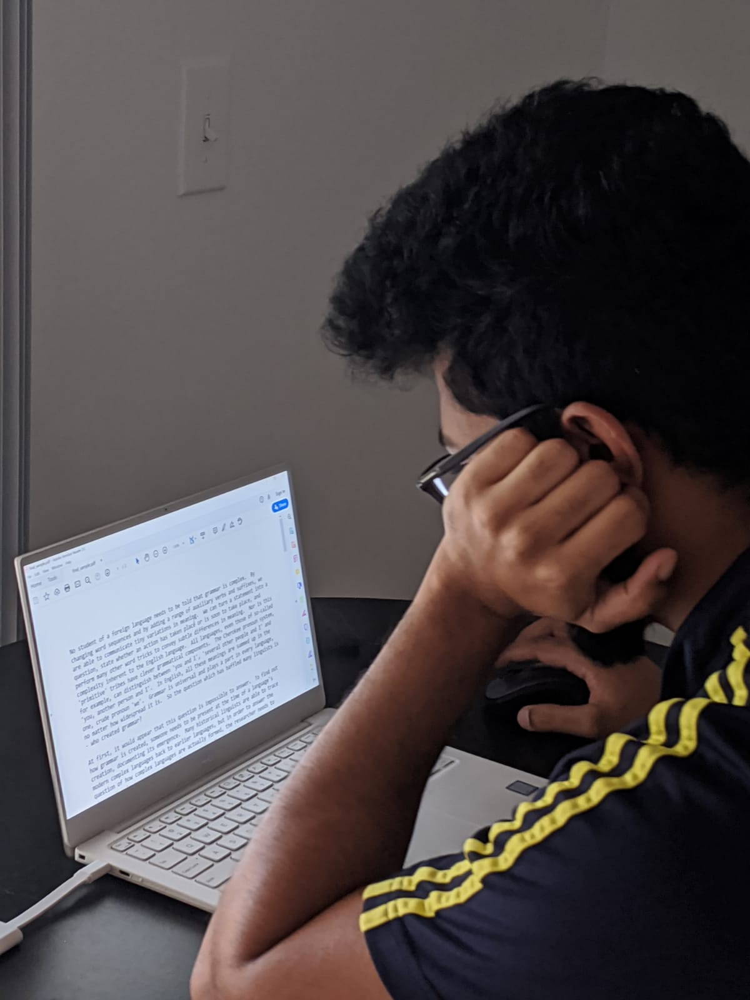 Sign in
Share
Home
Tools
final_sample.pdf
No student of a foreign language needs to be told that grammar is complex. By
changing word sequences and by adding a range of auxiliary verbs and suffixes, we
are able to communicate tiny variations in meaning. We can turn a statement into a
question, state whether an action has taken place or is soon to take place, and
perform many other word tricks to convey subtle differences in meaning. Nor is this
complexity inherent to the English language. All languages, even those of so-called
'primitive' tribes have clever grammatical components. The Cherokee pronoun system,
for example, can distinguish between 'you and I', 'several other people and I' and
'you, another person and I'. In English, all these meanings are summed up in the
one, crude pronoun 'we'. Grammar is universal and plays a part in every language,
no matter how widespread it is. So the question which has baffled many linguists is
- who created grammar?
At first, it would appear that this question is impossible to answer. To find out
how grammar is created, someone needs to be present at the time of a language's
creation, documenting its emergence. Many historical linguists are able to trace
modern complex languages back to earlier languages, but in order to answer the
question of how complex languages are actually formed, the researcher needs to